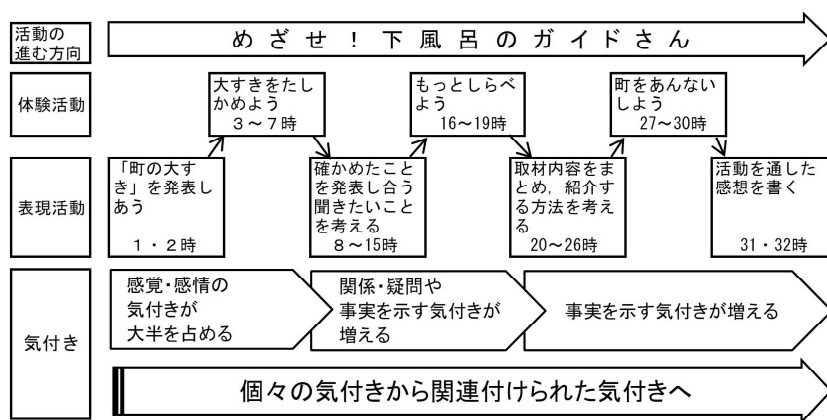 活動の
進む方向
めざせ！下風呂のガイドさん
体験活動
大すきをたし
かめよう
３～７時
もっとしらべ
よう
16～19時
町をあんない
しよう
27～30時
表現活動
「町の大す
き」を発表し
あう
１・２時
確かめたこと
を発表し合う
聞きたいこと
を考える
８～15時
取材内容をま
とめ，紹介す
る方法を考え
る
20～26時
活動を通した
感想を書く
31・32時
気付き
感覚・感情の
気付きが
大半を占める
関係・疑問や
事実を示す気付きが
増える
事実を示す気付きが増える
個々の気付きから関連付けられた気付きへ